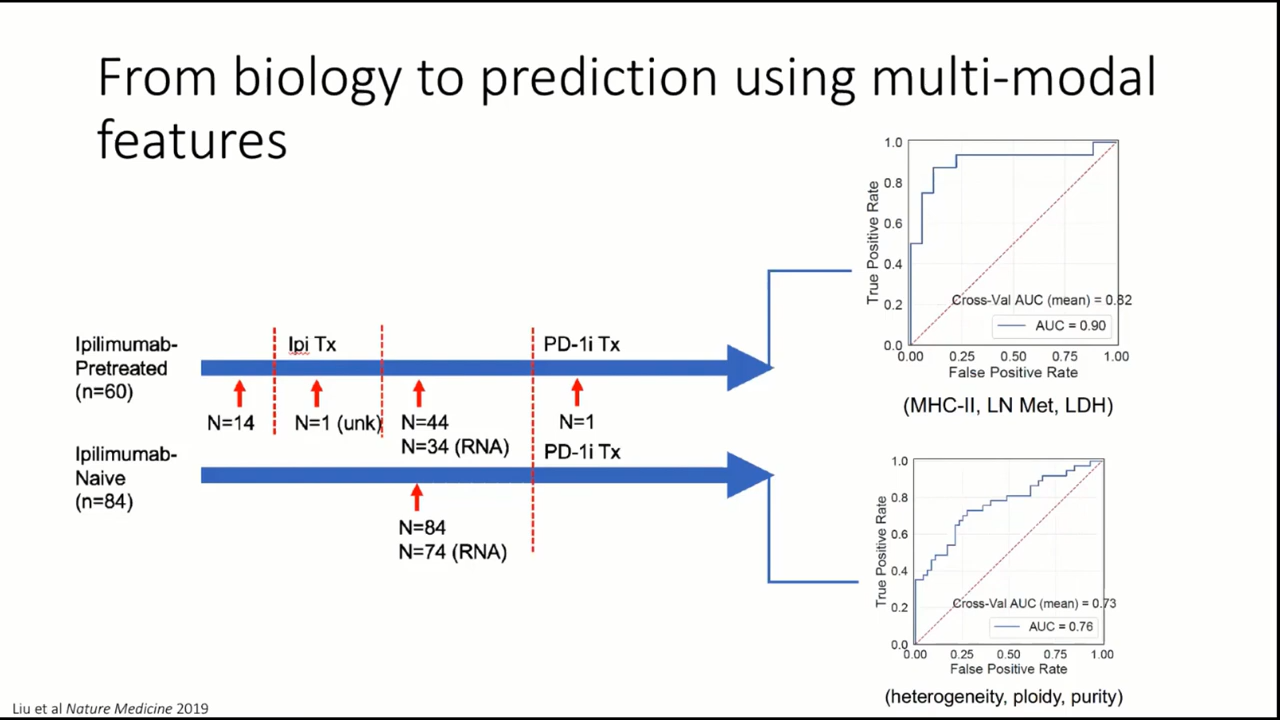 From biology to prediction using multi-modal
features
Ipilimumab-
Pretreated
(n=60)
Ipi Tx
PD-1i Tx
N=14
N=1 (unk)
N=44
N=34 (RNA)
N=1
Ipilimumab-
Naive
(n=84)
PD-1i Tx
N=84
N=74 (RNA)
1.0
0.8
0.6
0.4
0.2
0.0
True Positive Rate
Cross-Val AUC (mean) = 0.82
AUC = 0.90
0.00 0.25 0.50 0.75 1.00
False Positive Rate
(MHC-II, LN Met, LDH)
1.0
0.8
0.6
0.4
0.2
0.0
True Positive Rate
Cross-Val AUC (mean) = 0.73
AUC = 0.76
0.00 0.25 0.50 0.75 1.00
False Positive Rate
(heterogeneity, ploidy, purity)
Liu et al Nature Medicine 2019